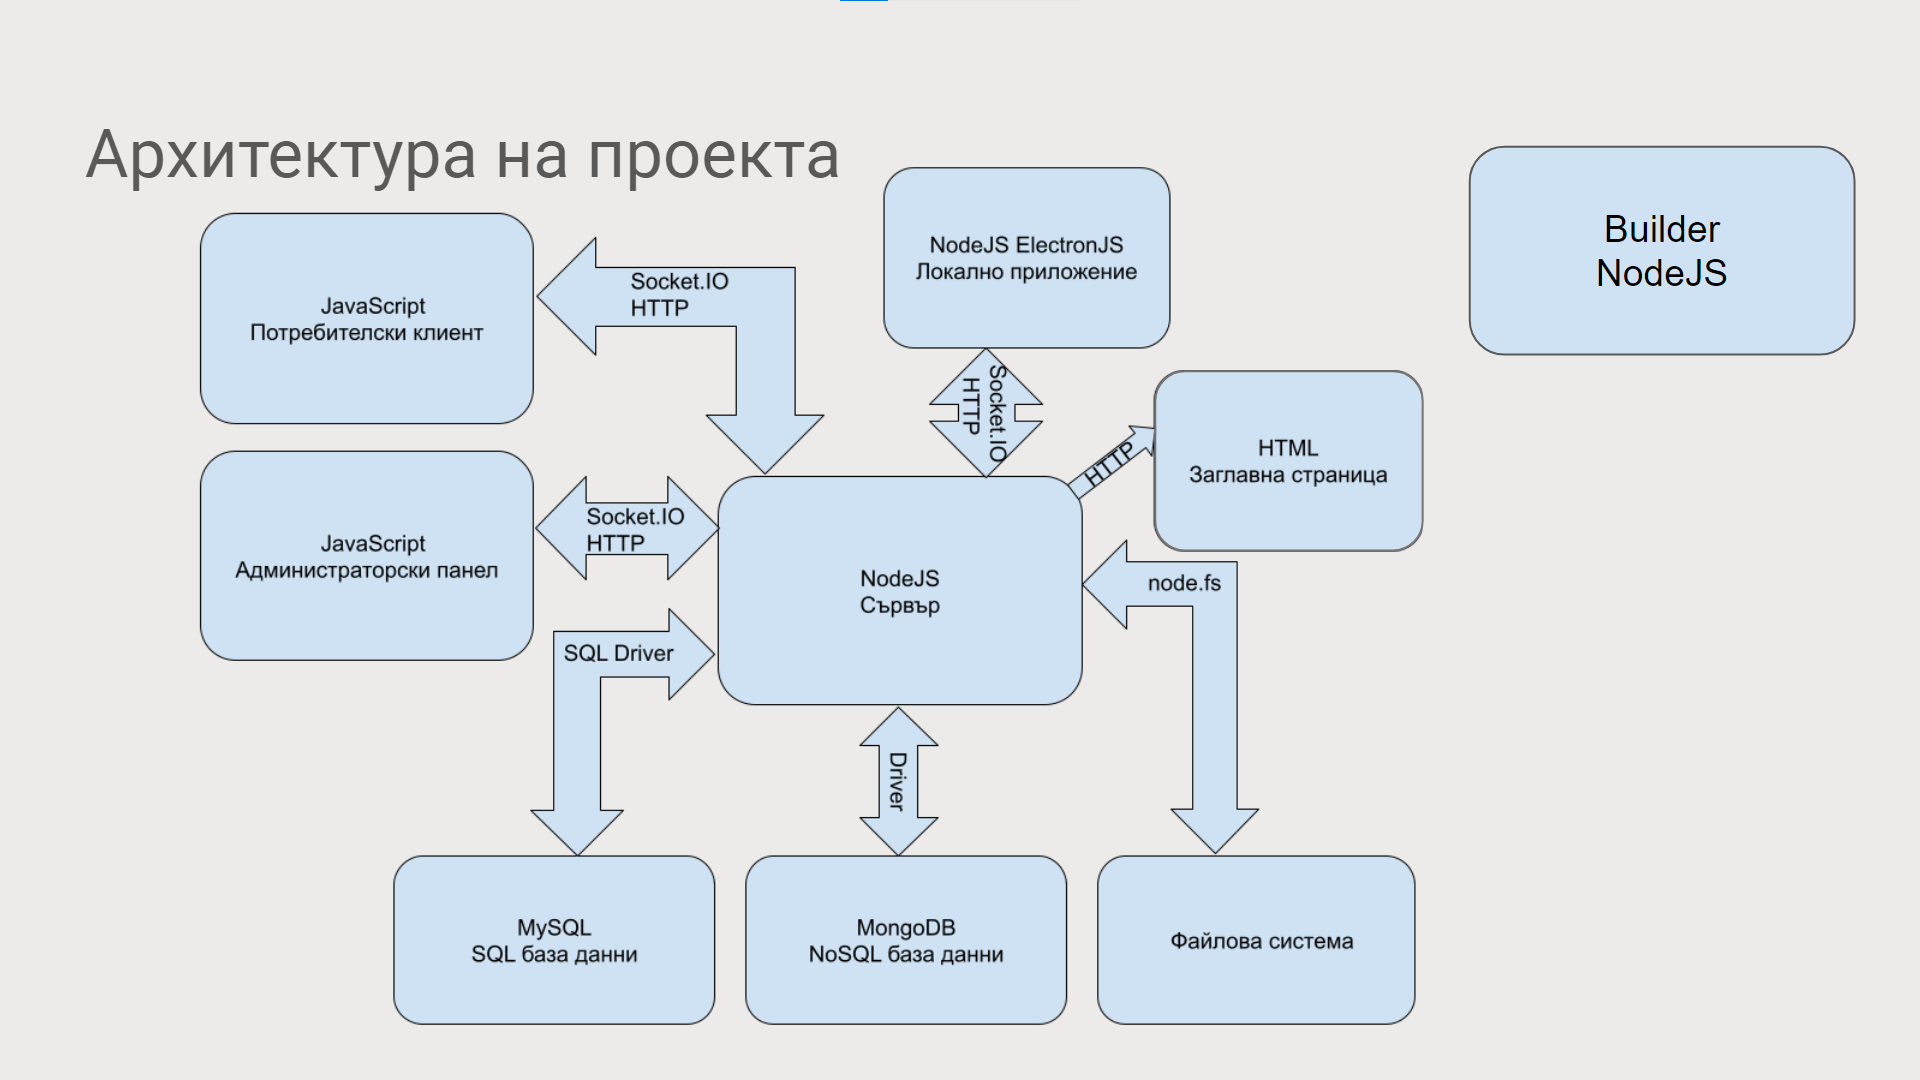 Архитектура на проекта
Builder
NodeJS
NodeJS ElectronJS
Локално приложение
JavaScript
Потребителски клиент
Socket.IO
HTTP
Socket.IO
HTTP
HTTP
HTML
Заглавна страница
JavaScript
Администраторски панел
Socket.IO
HTTP
NodeJS
Сървър
node.fs
SQL Driver
Driver
MySQL
SQL база данни
MongoDB
NoSQL база данни
Файлова система